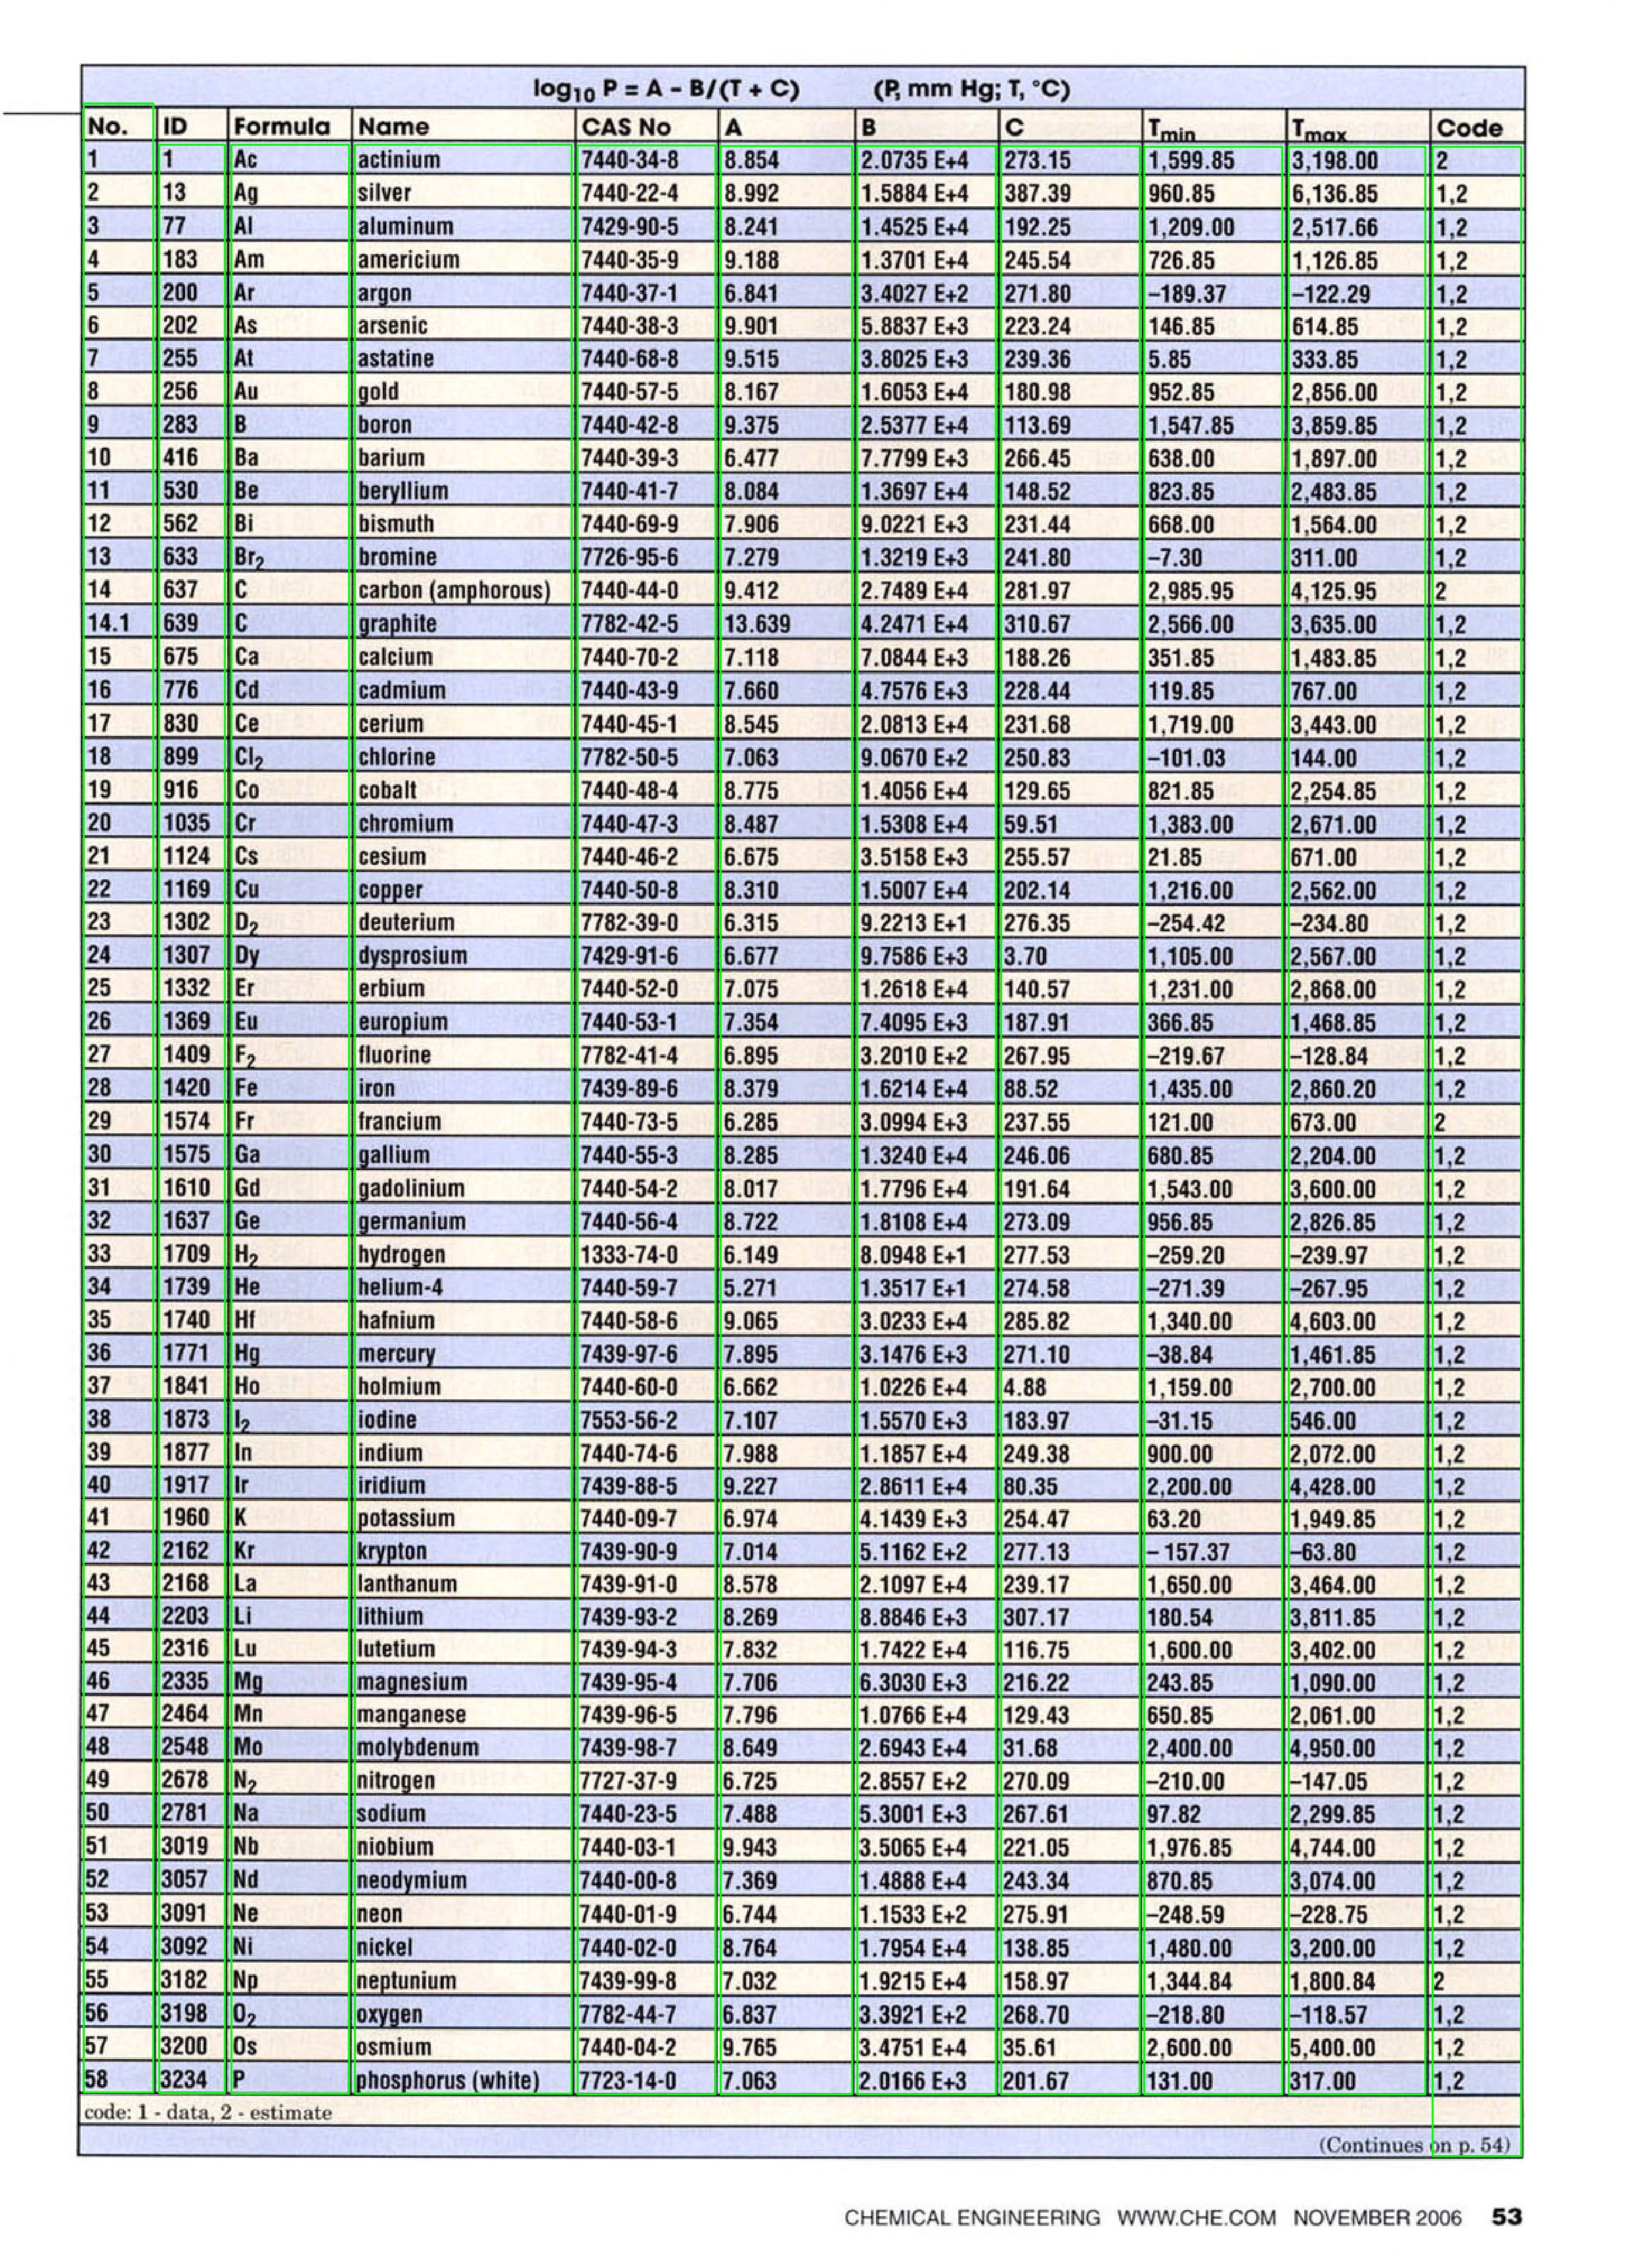 log10 P = A - B/(T + C) (P, mm Hg; T, °C)
No. ID Formula Name CAS No A B C Tmin Tmax Code
1 1 Ac actinium 7440-34-8 8.854 2.0735 E+4 273.15 1,599.85 3,198.00 2
2 13 Ag silver 7440-22-4 8.992 1.5884 E+4 387.39 960.85 6,136.85 1,2
3 77 Al aluminum 7429-90-5 8.241 1.4525 E+4 192.25 1,209.00 2,517.66 1,2
4 183 Am americium 7440-35-9 9.188 1.3701 E+4 245.54 726.85 1,126.85 1,2
5 200 Ar argon 7440-37-1 6.841 3.4027 E+2 271.80 –189.37 –122.29 1,2
6 202 As arsenic 7440-38-3 9.901 5.8837 E+3 223.24 146.85 614.85 1,2
7 255 At astatine 7440-68-8 9.515 3.8025 E+3 239.36 5.85 333.85 1,2
8 256 Au gold 7440-57-5 8.167 1.6053 E+4 180.98 952.85 2,856.00 1,2
9 283 B boron 7440-42-8 9.375 2.5377 E+4 113.69 1,547.85 3,859.85 1,2
10 416 Ba barium 7440-39-3 6.477 7.7799 E+3 266.45 638.00 1,897.00 1,2
11 530 Be beryllium 7440-41-7 8.084 1.3697 E+4 148.52 823.85 2,483.85 1,2
12 562 Bi bismuth 7440-69-9 7.906 9.0221 E+3 231.44 668.00 1,564.00 1,2
13 633 Br2 bromine 7726-95-6 7.279 1.3219 E+3 241.80 –7.30 311.00 1,2
14 637 C carbon (amphorous) 7440-44-0 9.412 2.7489 E+4 281.97 2,985.95 4,125.95 2
14.1 639 C graphite 7782-42-5 13.639 4.2471 E+4 310.67 2,566.00 3,635.00 1,2
15 675 Ca calcium 7440-70-2 7.118 7.0844 E+3 188.26 351.85 1,483.85 1,2
16 776 Cd cadmium 7440-43-9 7.660 4.7576 E+3 228.44 119.85 767.00 1,2
17 830 Ce cerium 7440-45-1 8.545 2.0813 E+4 231.68 1,719.00 3,443.00 1,2
18 899 Cl2 chlorine 7782-50-5 7.063 9.0670 E+2 250.83 –101.03 144.00 1,2
19 916 Co cobalt 7440-48-4 8.775 1.4056 E+4 129.65 821.85 2,254.85 1,2
20 1035 Cr chromium 7440-47-3 8.487 1.5308 E+4 59.51 1,383.00 2,671.00 1,2
21 1124 Cs cesium 7440-46-2 6.675 3.5158 E+3 255.57 21.85 671.00 1,2
22 1169 Cu copper 7440-50-8 8.310 1.5007 E+4 202.14 1,216.00 2,562.00 1,2
23 1302 D2 deuterium 7782-39-0 6.315 9.2213 E+1 276.35 –254.42 –234.80 1,2
24 1307 Dy dysprosium 7429-91-6 6.677 9.7586 E+3 3.70 1,105.00 2,567.00 1,2
25 1332 Er erbium 7440-52-0 7.075 1.2618 E+4 140.57 1,231.00 2,868.00 1,2
26 1369 Eu europium 7440-53-1 7.354 7.4095 E+3 187.91 366.85 1,468.85 1,2
27 1409 F2 fluorine 7782-41-4 6.895 3.2010 E+2 267.95 –219.67 –128.84 1,2
28 1420 Fe iron 7439-89-6 8.379 1.6214 E+4 88.52 1,435.00 2,860.20 1,2
29 1574 Fr francium 7440-73-5 6.285 3.0994 E+3 237.55 121.00 673.00 2
30 1575 Ga gallium 7440-55-3 8.285 1.3240 E+4 246.06 680.85 2,204.00 1,2
31 1610 Gd gadolinium 7440-54-2 8.017 1.7796 E+4 191.64 1,543.00 3,600.00 1,2
32 1637 Ge germanium 7440-56-4 8.722 1.8108 E+4 273.09 956.85 2,826.85 1,2
33 1709 H2 hydrogen 1333-74-0 6.149 8.0948 E+1 277.53 –259.20 –239.97 1,2
34 1739 He helium-4 7440-59-7 5.271 1.3517 E+1 274.58 –271.39 –267.95 1,2
35 1740 Hf hafnium 7440-58-6 9.065 3.0233 E+4 285.82 1,340.00 4,603.00 1,2
36 1771 Hg mercury 7439-97-6 7.895 3.1476 E+3 271.10 –38.84 1,461.85 1,2
37 1841 Ho holmium 7440-60-0 6.662 1.0226 E+4 4.88 1,159.00 2,700.00 1,2
38 1873 I2 iodine 7553-56-2 7.107 1.5570 E+3 183.97 –31.15 546.00 1,2
39 1877 In indium 7440-74-6 7.988 1.1857 E+4 249.38 900.00 2,072.00 1,2
40 1917 Ir iridium 7439-88-5 9.227 2.8611 E+4 80.35 2,200.00 4,428.00 1,2
41 1960 K potassium 7440-09-7 6.974 4.1439 E+3 254.47 63.20 1,949.85 1,2
42 2162 Kr krypton 7439-90-9 7.014 5.1162 E+2 277.13 – 157.37 –63.80 1,2
43 2168 La lanthanum 7439-91-0 8.578 2.1097 E+4 239.17 1,650.00 3,464.00 1,2
44 2203 Li lithium 7439-93-2 8.269 8.8846 E+3 307.17 180.54 3,811.85 1,2
45 2316 Lu lutetium 7439-94-3 7.832 1.7422 E+4 116.75 1,600.00 3,402.00 1,2
46 2335 Mg magnesium 7439-95-4 7.706 6.3030 E+3 216.22 243.85 1,090.00 1,2
47 2464 Mn manganese 7439-96-5 7.796 1.0766 E+4 129.43 650.85 2,061.00 1,2
48 2548 Mo molybdenum 7439-98-7 8.649 2.6943 E+4 31.68 2,400.00 4,950.00 1,2
49 2678 N2 nitrogen 7727-37-9 6.725 2.8557 E+2 270.09 –210.00 –147.05 1,2
50 2781 Na sodium 7440-23-5 7.488 5.3001 E+3 267.61 97.82 2,299.85 1,2
51 3019 Nb niobium 7440-03-1 9.943 3.5065 E+4 221.05 1,976.85 4,744.00 1,2
52 3057 Nd neodymium 7440-00-8 7.369 1.4888 E+4 243.34 870.85 3,074.00 1,2
53 3091 Ne neon 7440-01-9 6.744 1.1533 E+2 275.91 –248.59 –228.75 1,2
54 3092 Ni nickel 7440-02-0 8.764 1.7954 E+4 138.85 1,480.00 3,200.00 1,2
55 3182 Np neptunium 7439-99-8 7.032 1.9215 E+4 158.97 1,344.84 1,800.84 2
56 3198 O2 oxygen 7782-44-7 6.837 3.3921 E+2 268.70 –218.80 –118.57 1,2
57 3200 Os osmium 7440-04-2 9.765 3.4751 E+4 35.61 2,600.00 5,400.00 1,2
58 3234 P phosphorus (white) 7723-14-0 7.063 2.0166 E+3 201.67 131.00 317.00 1,2
code: 1 - data, 2 - estimate
(Continues on p. 54)
CHEMICAL ENGINEERING WWW.CHE.COM NOVEMBER 2006 53